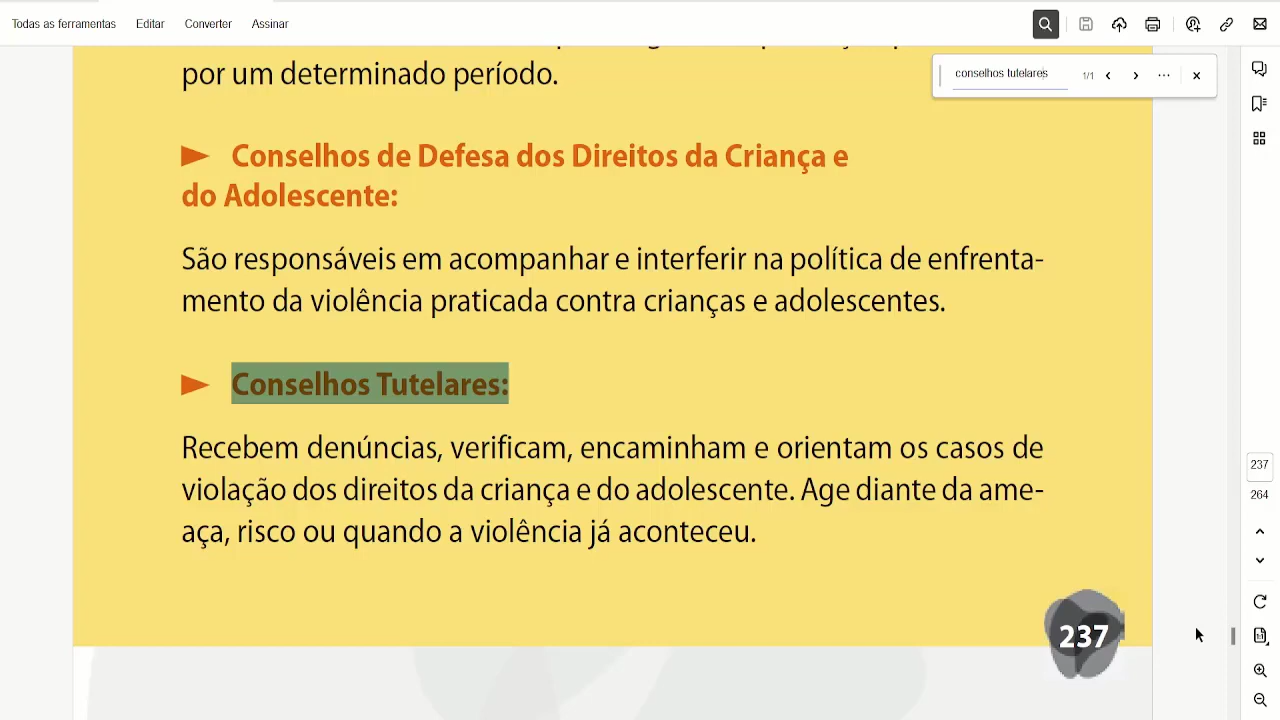 Todas as ferramentas Editar Converter Assinar
conselhos tutelares 1/1
por um determinado período.
► Conselhos de Defesa dos Direitos da Criança e
do Adolescente:
São responsáveis em acompanhar e interferir na política de enfrenta-
mento da violência praticada contra crianças e adolescentes.
► Conselhos Tutelares:
Recebem denúncias, verificam, encaminham e orientam os casos de
violação dos direitos da criança e do adolescente. Age diante da ame-
aça, risco ou quando a violência já aconteceu.
237
237
264